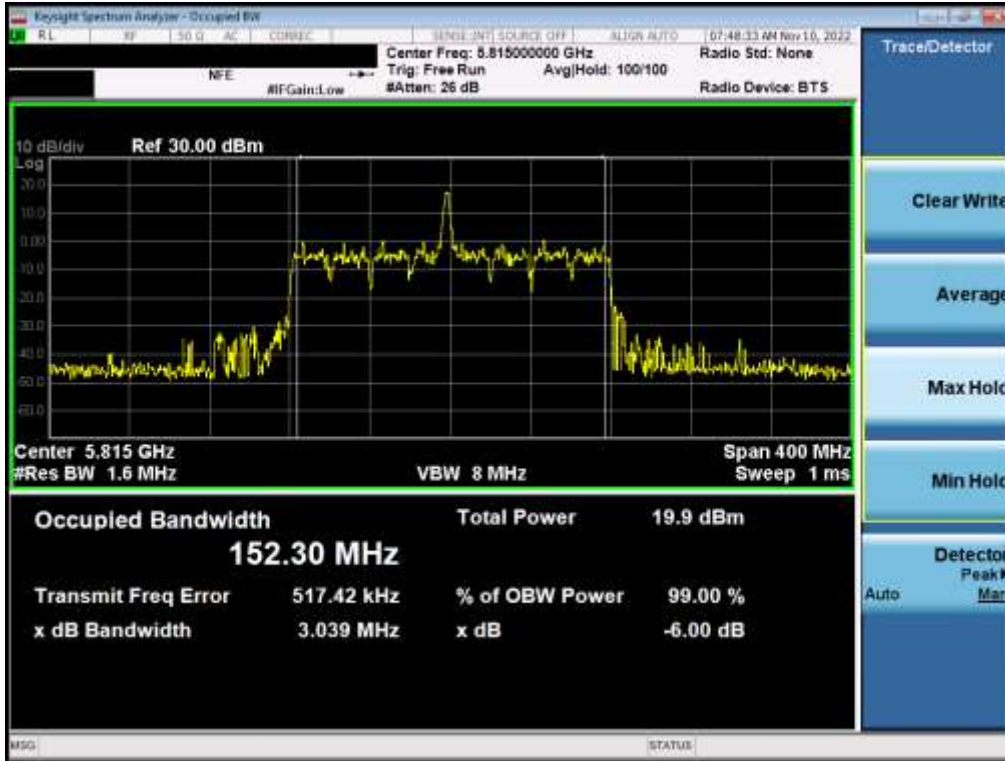 Keysight Spectrum Analyzer - Occupied BW
RL RF 50 Ω AC CORREC SENSE:INT SOURCE OFF ALIGN AUTO 07:48:33 AM Nov 10, 2022
Center Freq: 5.815000000 GHz Radio Std: None
NFE Trig: Free Run Avg|Hold: 100/100
#IFGain:Low #Atten: 26 dB Radio Device: BTS
Trace/Detector
10 dB/div Ref 30.00 dBm
Log
20.0
10.0
0.00
-10.0
-20.0
-30.0
-40.0
-50.0
-60.0
Center 5.815 GHz Span 400 MHz
#Res BW 1.6 MHz VBW 8 MHz Sweep 1 ms
Clear Write
Average
Max Hold
Min Hold
Detector
Peak
Auto Man
Occupied Bandwidth Total Power 19.9 dBm
152.30 MHz
Transmit Freq Error 517.42 kHz % of OBW Power 99.00 %
x dB Bandwidth 3.039 MHz x dB -6.00 dB
MSG STATUS